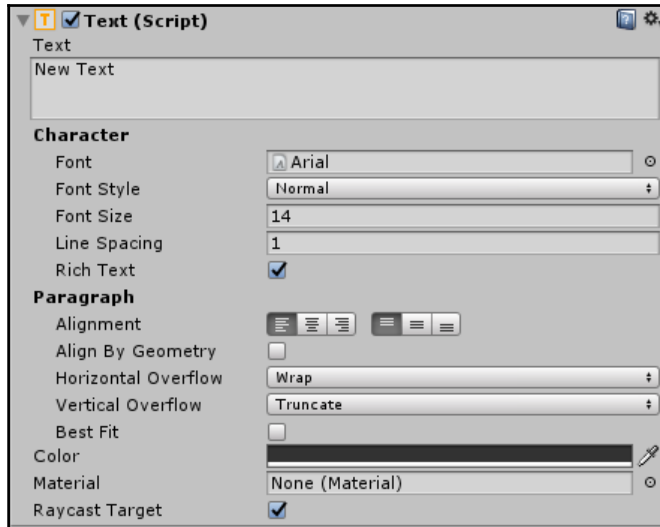 T Text (Script)
Text
New Text
Character
Font Arial
Font Style Normal
Font Size 14
Line Spacing 1
Rich Text
Paragraph
Alignment
Align By Geometry
Horizontal Overflow Wrap
Vertical Overflow Truncate
Best Fit
Color
Material None (Material)
Raycast Target